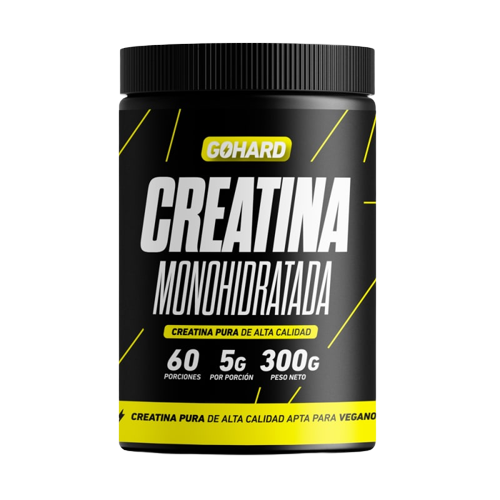 GOHARD
CREATINA
MONOHIDRATADA
CREATINA PURA DE ALTA CALIDAD
60 5G 300G
PORCIONES POR PORCIÓN PESO NETO
CREATINA PURA DE ALTA CALIDAD APTA PARA VEGANO